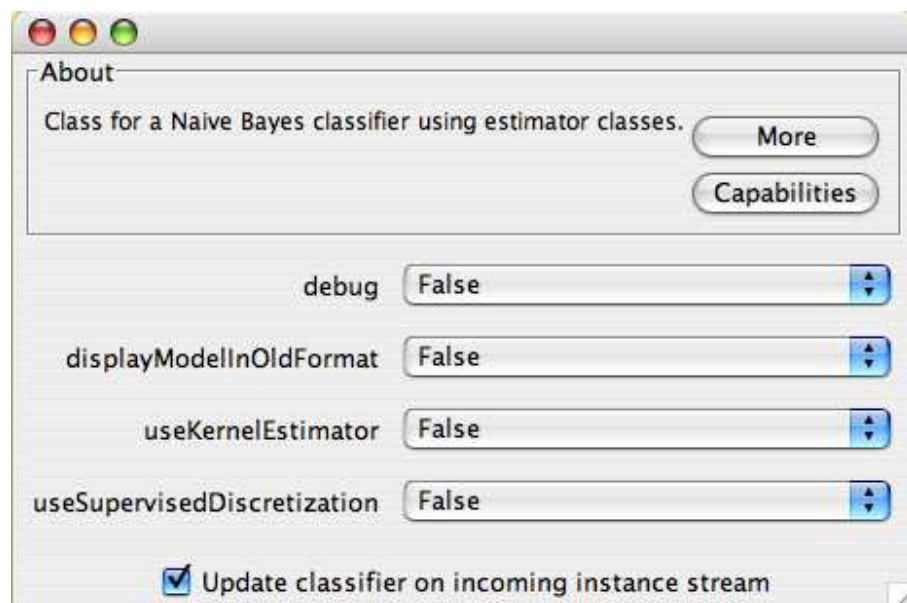 About
Class for a Naive Bayes classifier using estimator classes.
More
Capabilities
debug False
displayModelInOldFormat False
useKernelEstimator False
useSupervisedDiscretization False
Update classifier on incoming instance stream